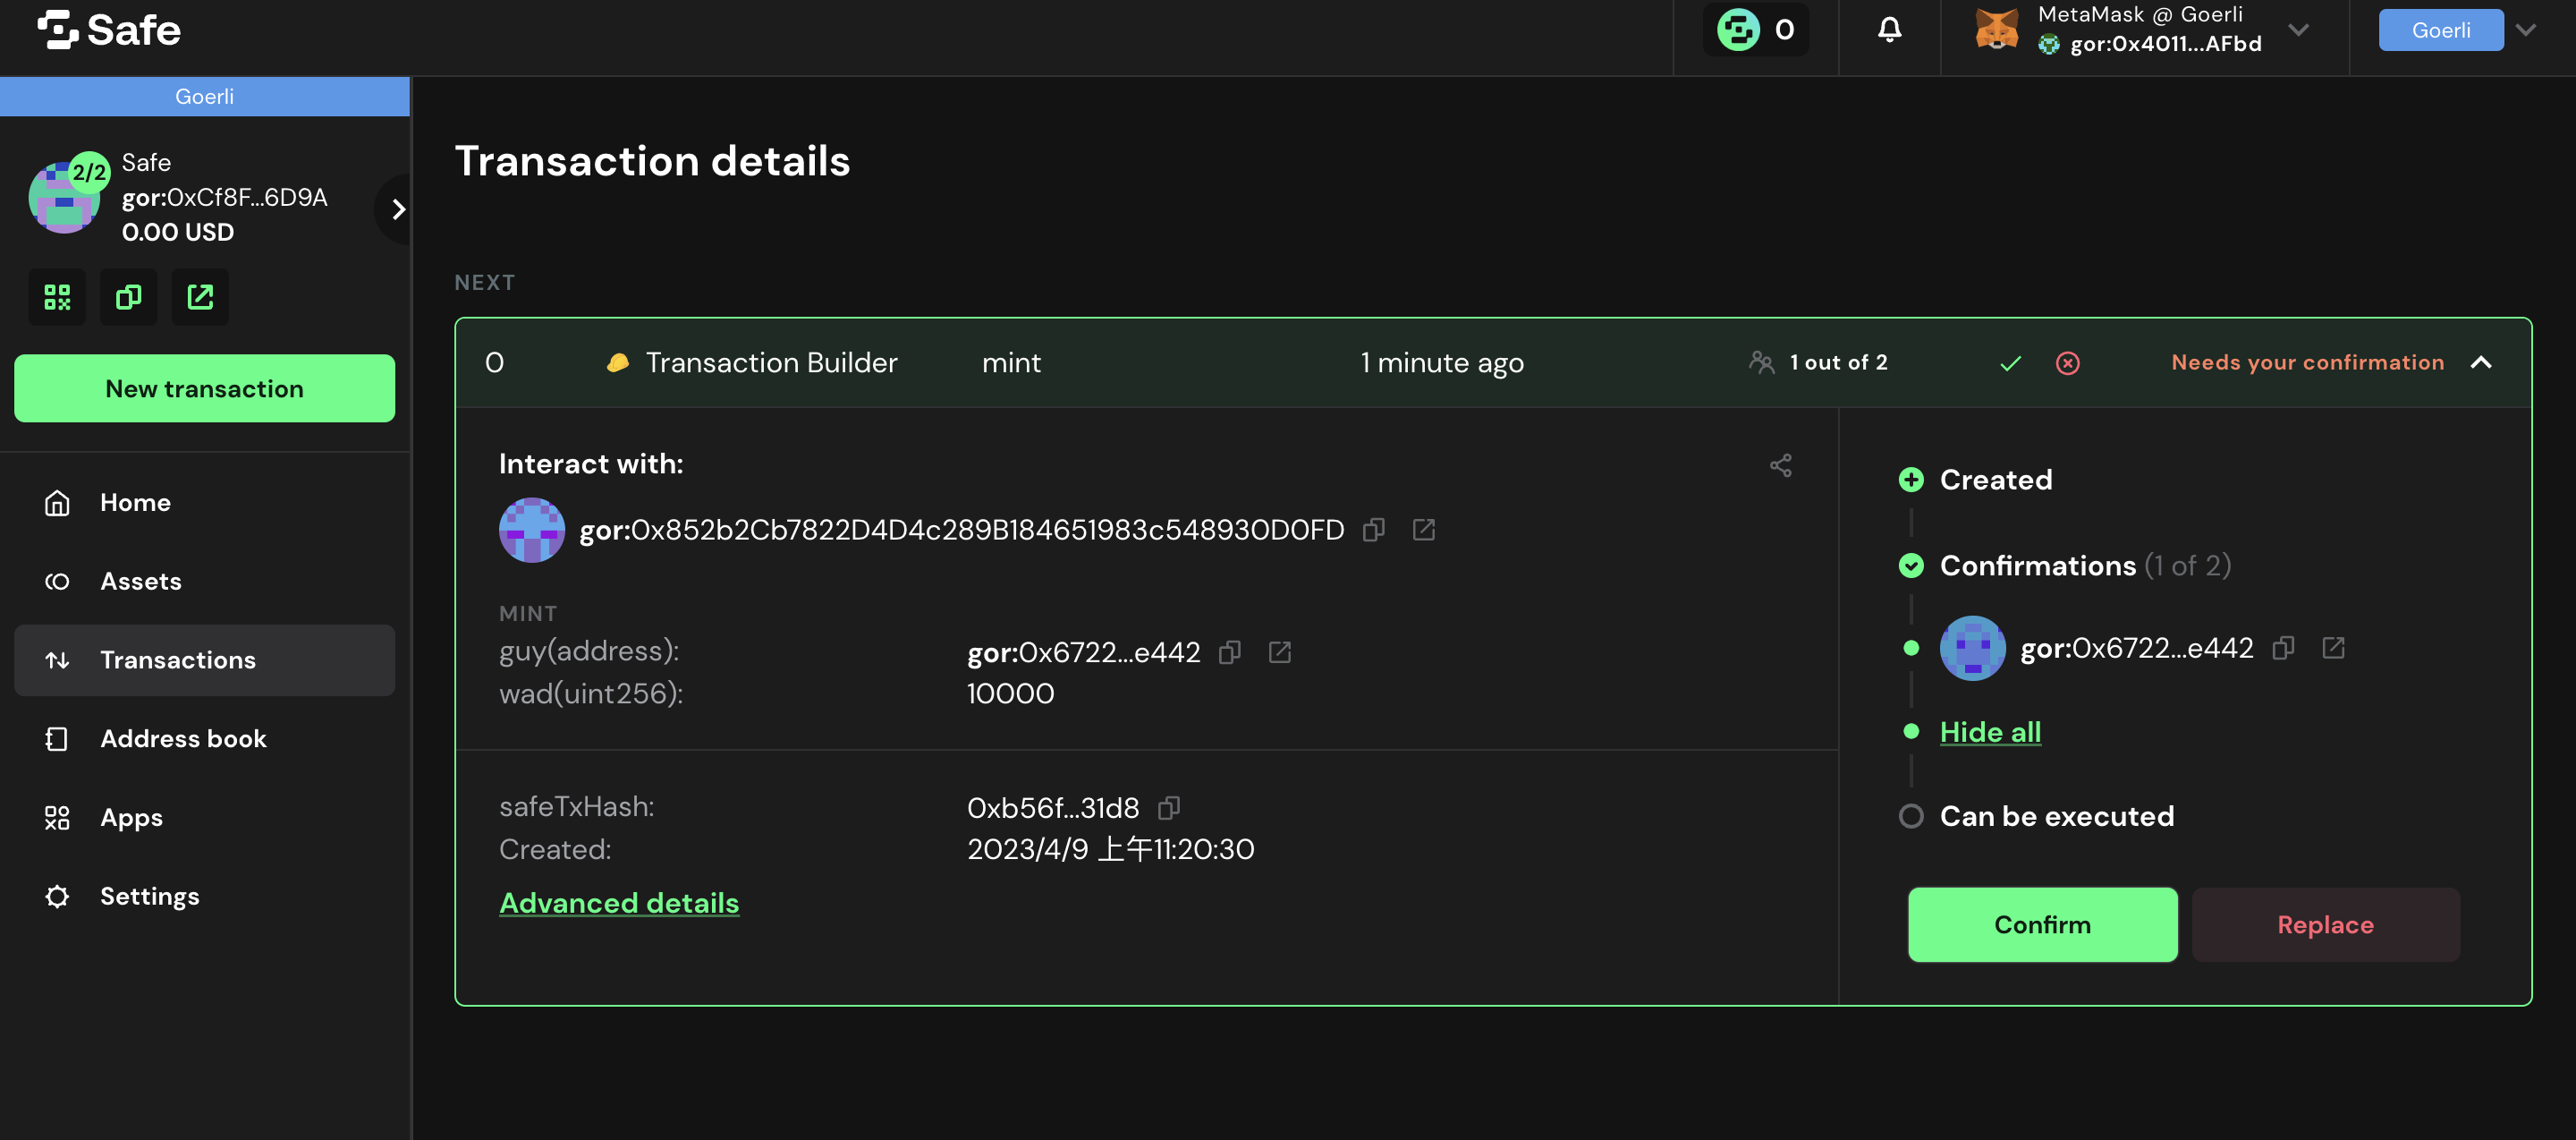 Safe
0
MetaMask @ Goerli
gor:0x4011...AFbd
Goerli
Goerli
2/2
Safe
gor:0xCf8F...6D9A
0.00 USD
New transaction
Home
Assets
Transactions
Address book
Apps
Settings
Transaction details
NEXT
0 Transaction Builder mint 1 minute ago 1 out of 2 Needs your confirmation
Interact with:
gor:0x852b2Cb7822D4D4c289B184651983c548930D0FD
MINT
guy(address): gor:0x6722...e442
wad(uint256): 10000
safeTxHash: 0xb56f...31d8
Created: 2023/4/9 上午11:20:30
Advanced details
Created
Confirmations (1 of 2)
gor:0x6722...e442
Hide all
Can be executed
Confirm Replace